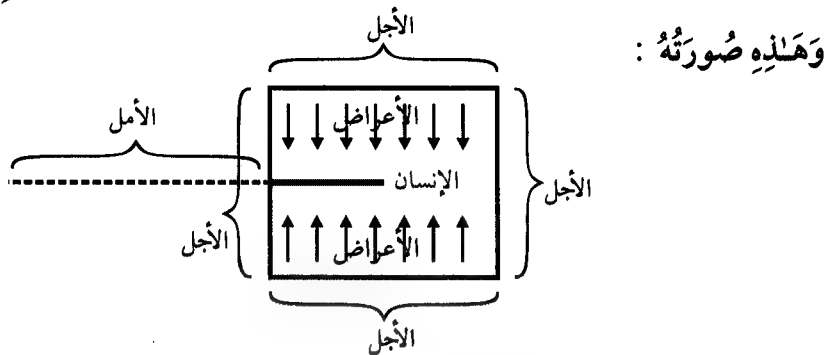 وَهَـٰذِهِ صُورَتُهُ :
الأجل
الأعراض
الأمل
الإنسان
الأجل
الأجل
الأعراض
الأجل